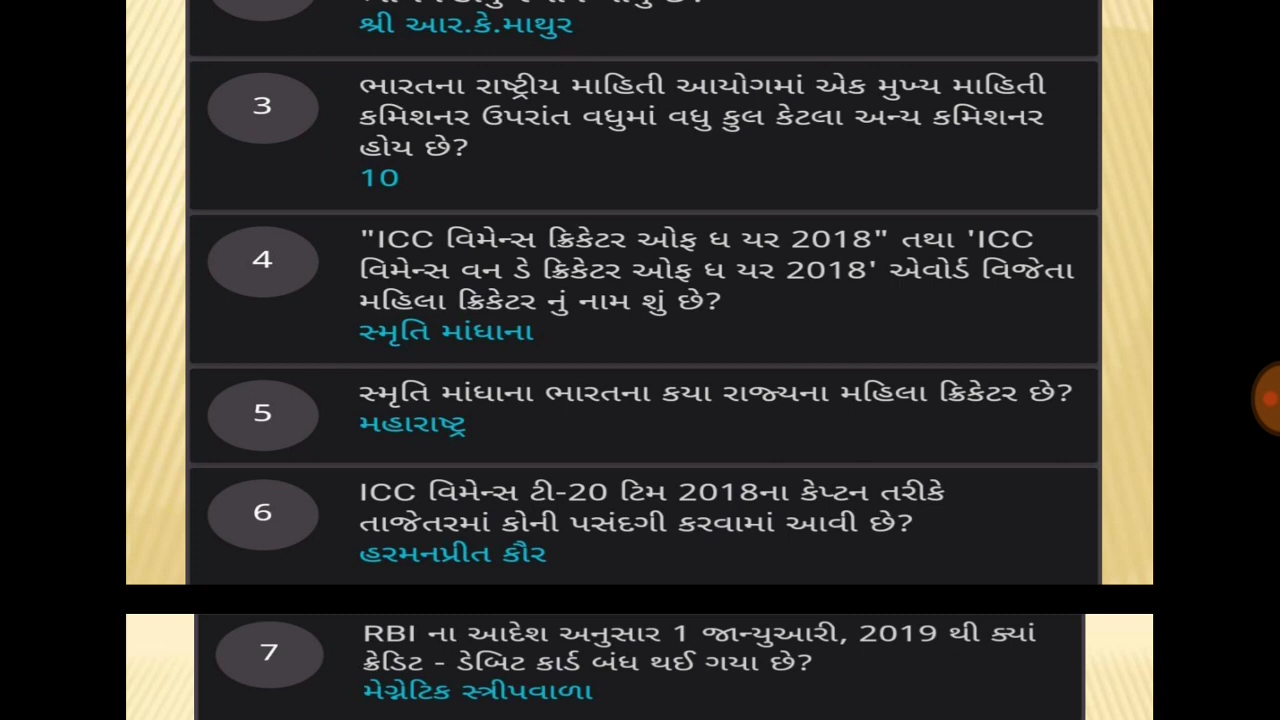 શ્રી આર.કે.માથુર
3
ભારતના રાષ્ટ્રીય માહિતી આયોગમાં એક મુખ્ય માહિતી
કમિશનર ઉપરાંત વધુમાં વધુ કુલ કેટલા અન્ય કમિશનર
હોય છે?
10
4
"ICC વિમેન્સ ક્રિકેટર ઓફ ધ યર 2018" તથા 'ICC
વિમેન્સ વન ડે ક્રિકેટર ઓફ ધ યર 2018' એવોર્ડ વિજેતા
મહિલા ક્રિકેટર નું નામ શું છે?
સ્મૃતિ માંધાના
5
સ્મૃતિ માંધાના ભારતના કયા રાજ્યના મહિલા ક્રિકેટર છે?
મહારાષ્ટ્ર
6
ICC વિમેન્સ ટી-20 ટિમ 2018ના કેપ્ટન તરીકે
તાજેતરમાં કોની પસંદગી કરવામાં આવી છે?
હરમનપ્રીત કૌર
7
RBI ના આદેશ અનુસાર 1 જાન્યુઆરી, 2019 થી ક્યાં
ક્રેડિટ - ડેબિટ કાર્ડ બંધ થઈ ગયા છે?
મેગ્નેટિક સ્ત્રીપવાળા